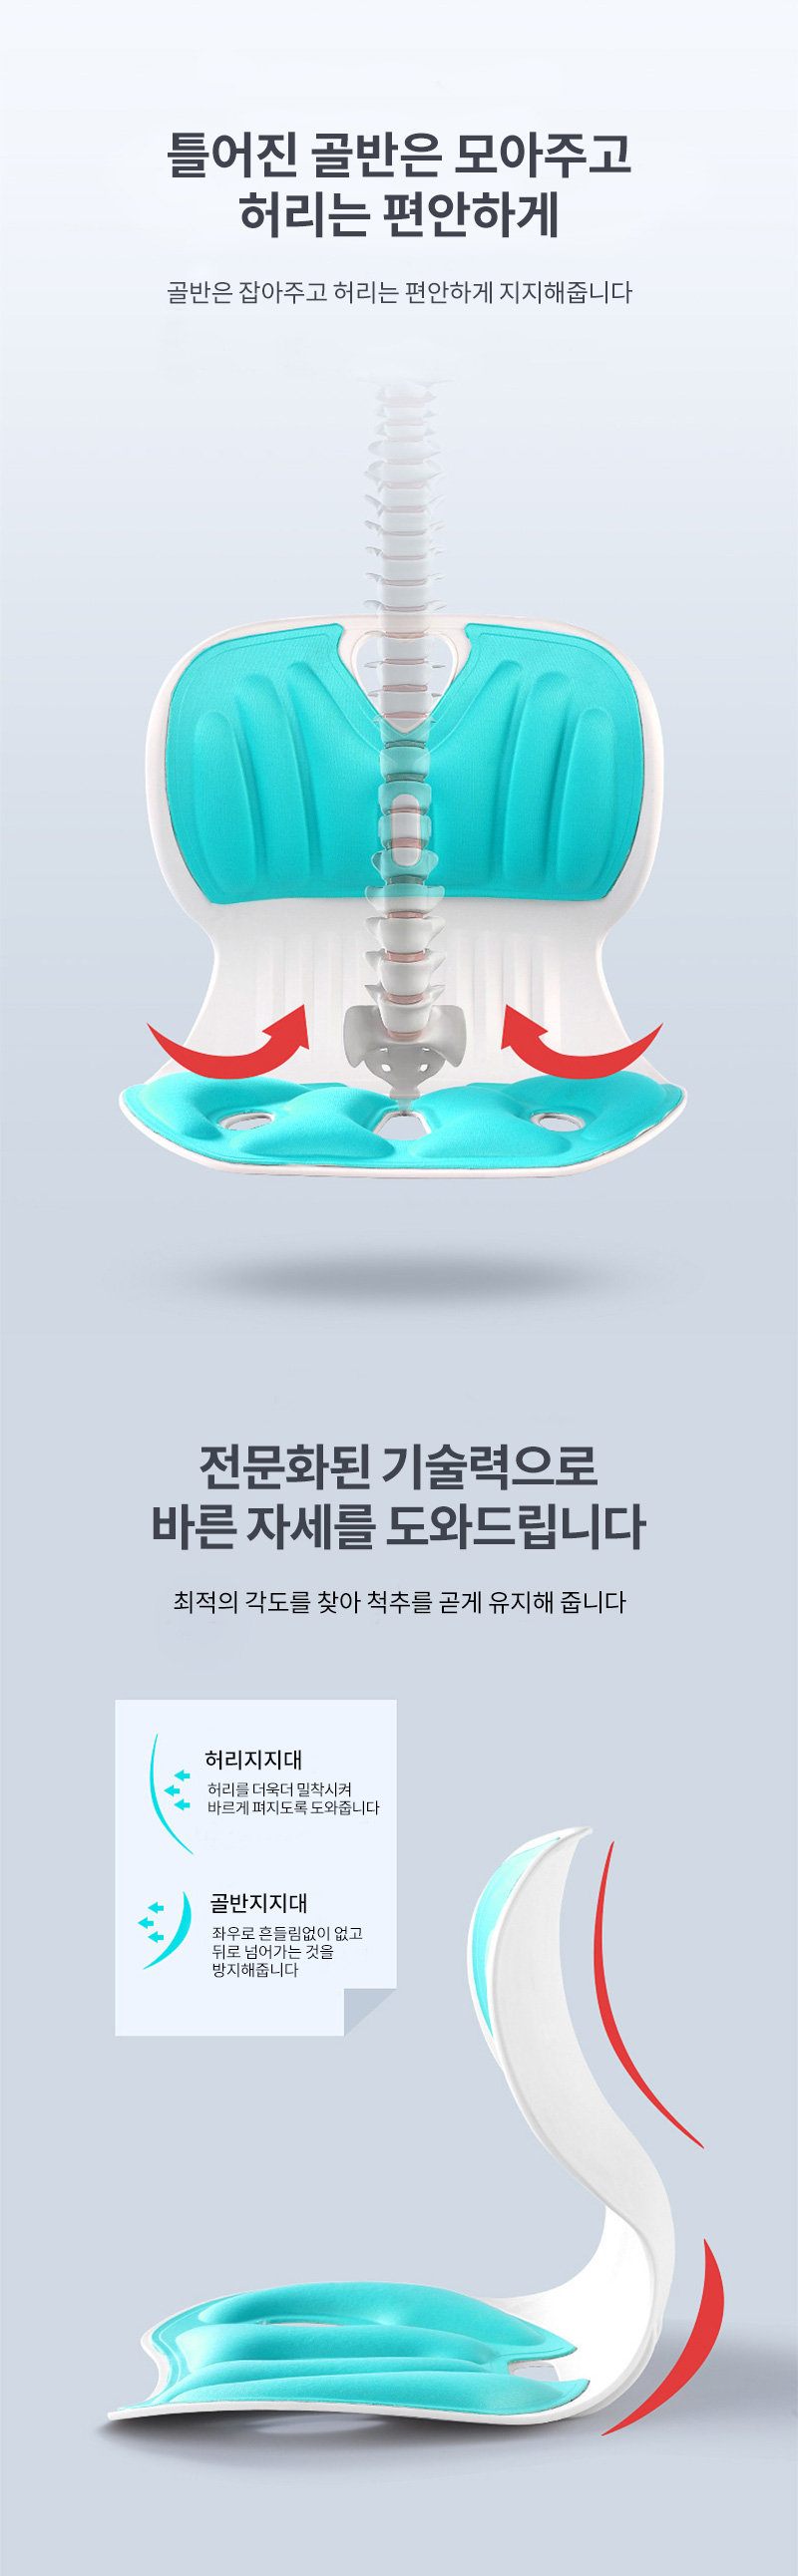 틀어진 골반은 모아주고
허리는 편안하게
골반은 잡아주고 허리는 편안하게 지지해줍니다
전문화된 기술력으로
바른 자세를 도와드립니다
최적의 각도를 찾아 척추를 곧게 유지해 줍니다
허리지지대
허리를 더욱더 밀착시켜
바르게 펴지도록 도와줍니다
골반지지대
좌우로 흔들림없이 없고
뒤로 넘어가는 것을
방지해줍니다